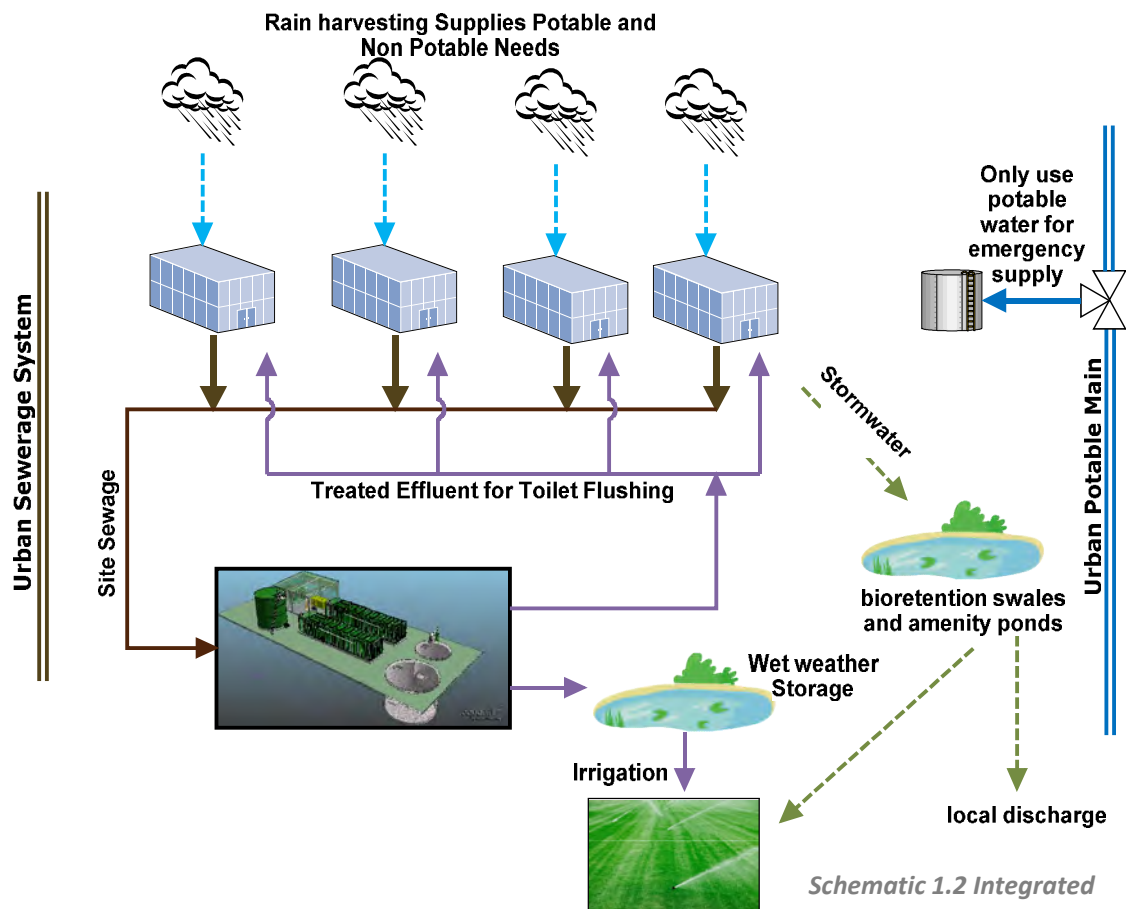 Rain harvesting Supplies Potable and
Non Potable Needs
Only use
potable
water for
emergency
supply
Urban Sewerage System
Urban Potable Main
Stormwater
Treated Effluent for Toilet Flushing
Site Sewage
bioretention swales
and amenity ponds
Wet weather
Storage
Irrigation
local discharge
Schematic 1.2 Integrated